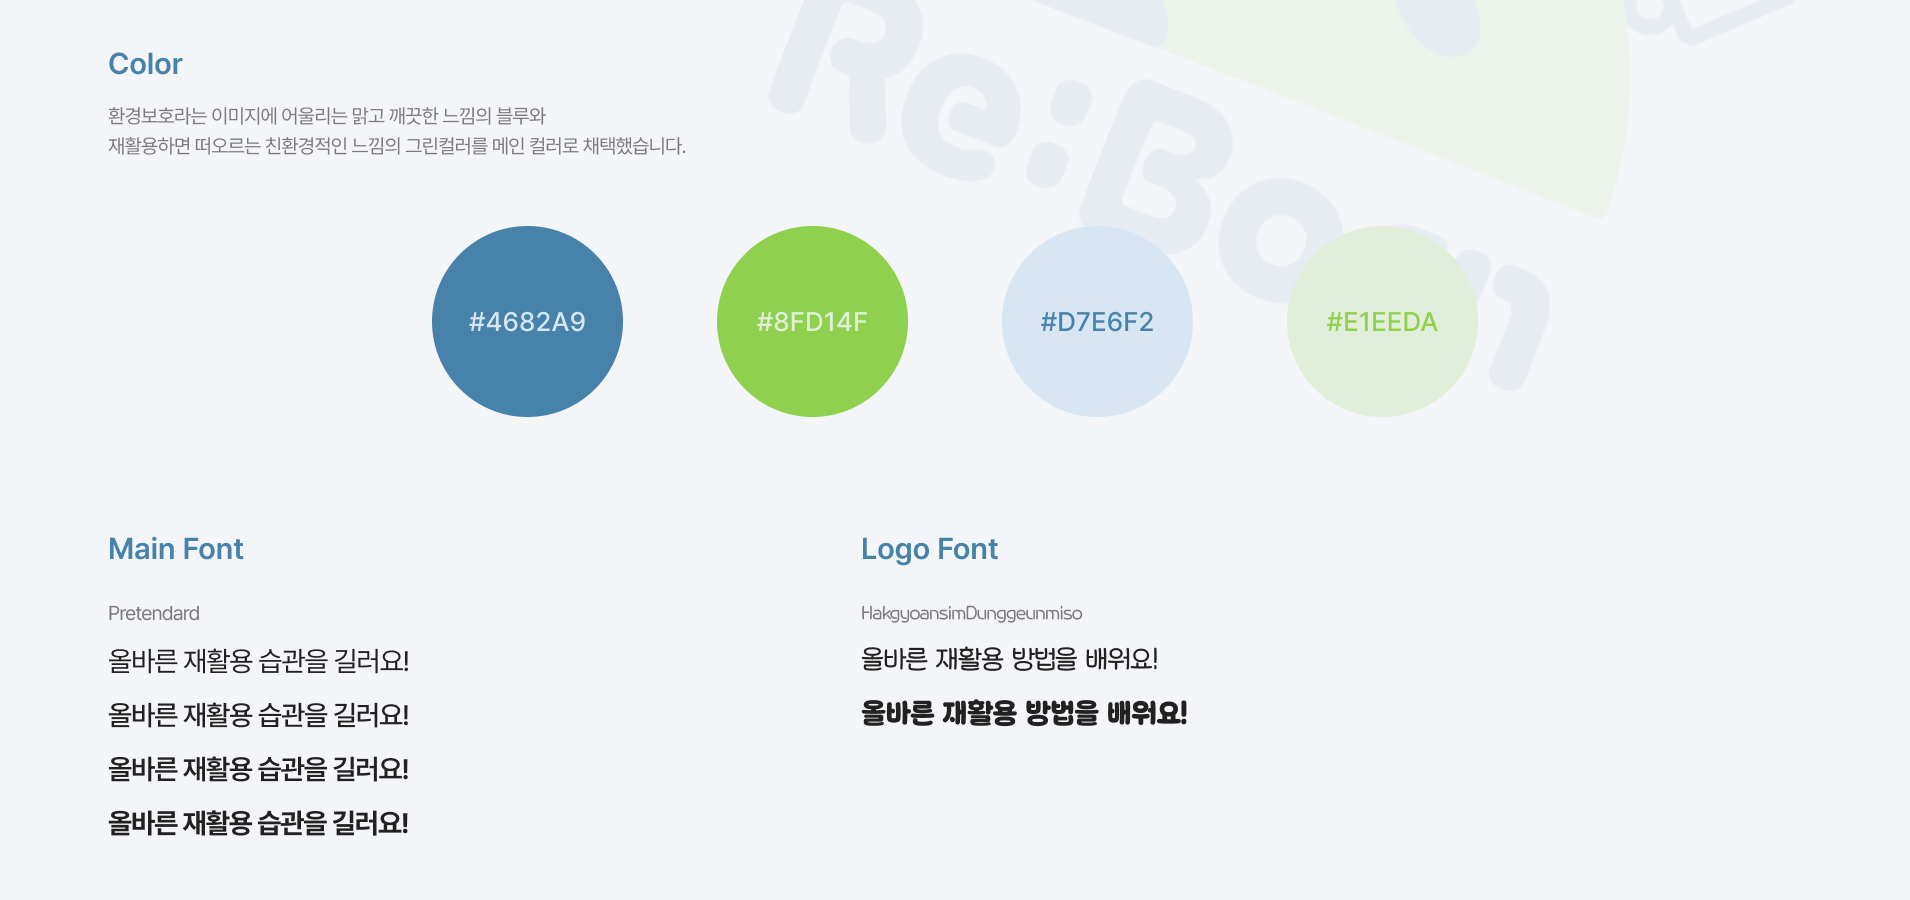 Re:Born
Color
환경보호라는 이미지에 어울리는 맑고 깨끗한 느낌의 블루와
재활용하면 떠오르는 친환경적인 느낌의 그린컬러를 메인 컬러로 채택했습니다.
#4682A9
#8FD14F
#D7E6F2
#E1EEDA
Main Font
Pretendard
올바른 재활용 습관을 길러요!
올바른 재활용 습관을 길러요!
올바른 재활용 습관을 길러요!
올바른 재활용 습관을 길러요!
Logo Font
HakgyoansimDunggeunmiso
올바른 재활용 방법을 배워요!
올바른 재활용 방법을 배워요!